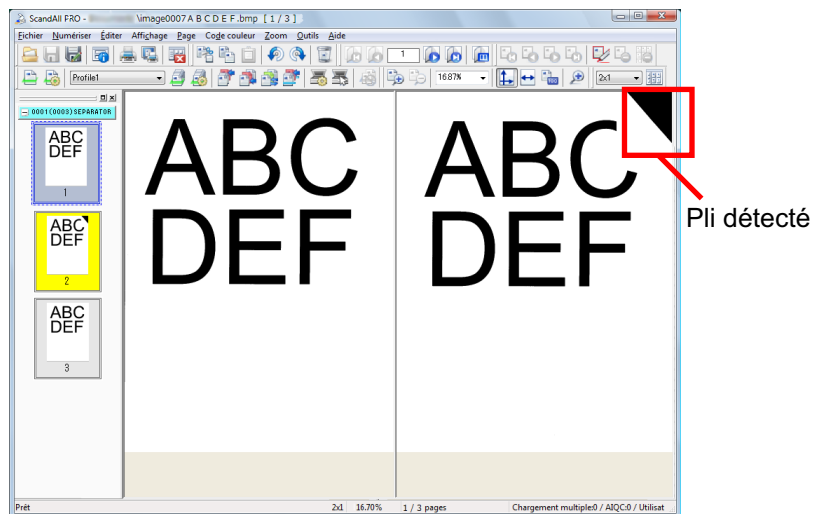 ScandAll PRO - \image0007 A B C D E F.bmp [ 1 / 3 ]
Fichier Numériser Éditer Affichage Page Code couleur Zoom Outils Aide
1
Profile1 16.87% 2x1
0001(0003)SEPARATOR
ABC
DEF
1
ABC
DEF
2
ABC
DEF
3
ABC
DEF
ABC
DEF
Pli détecté
Prêt 2x1 16.70% 1 / 3 pages Chargement multiple:0 / AIQC:0 / Utilisat